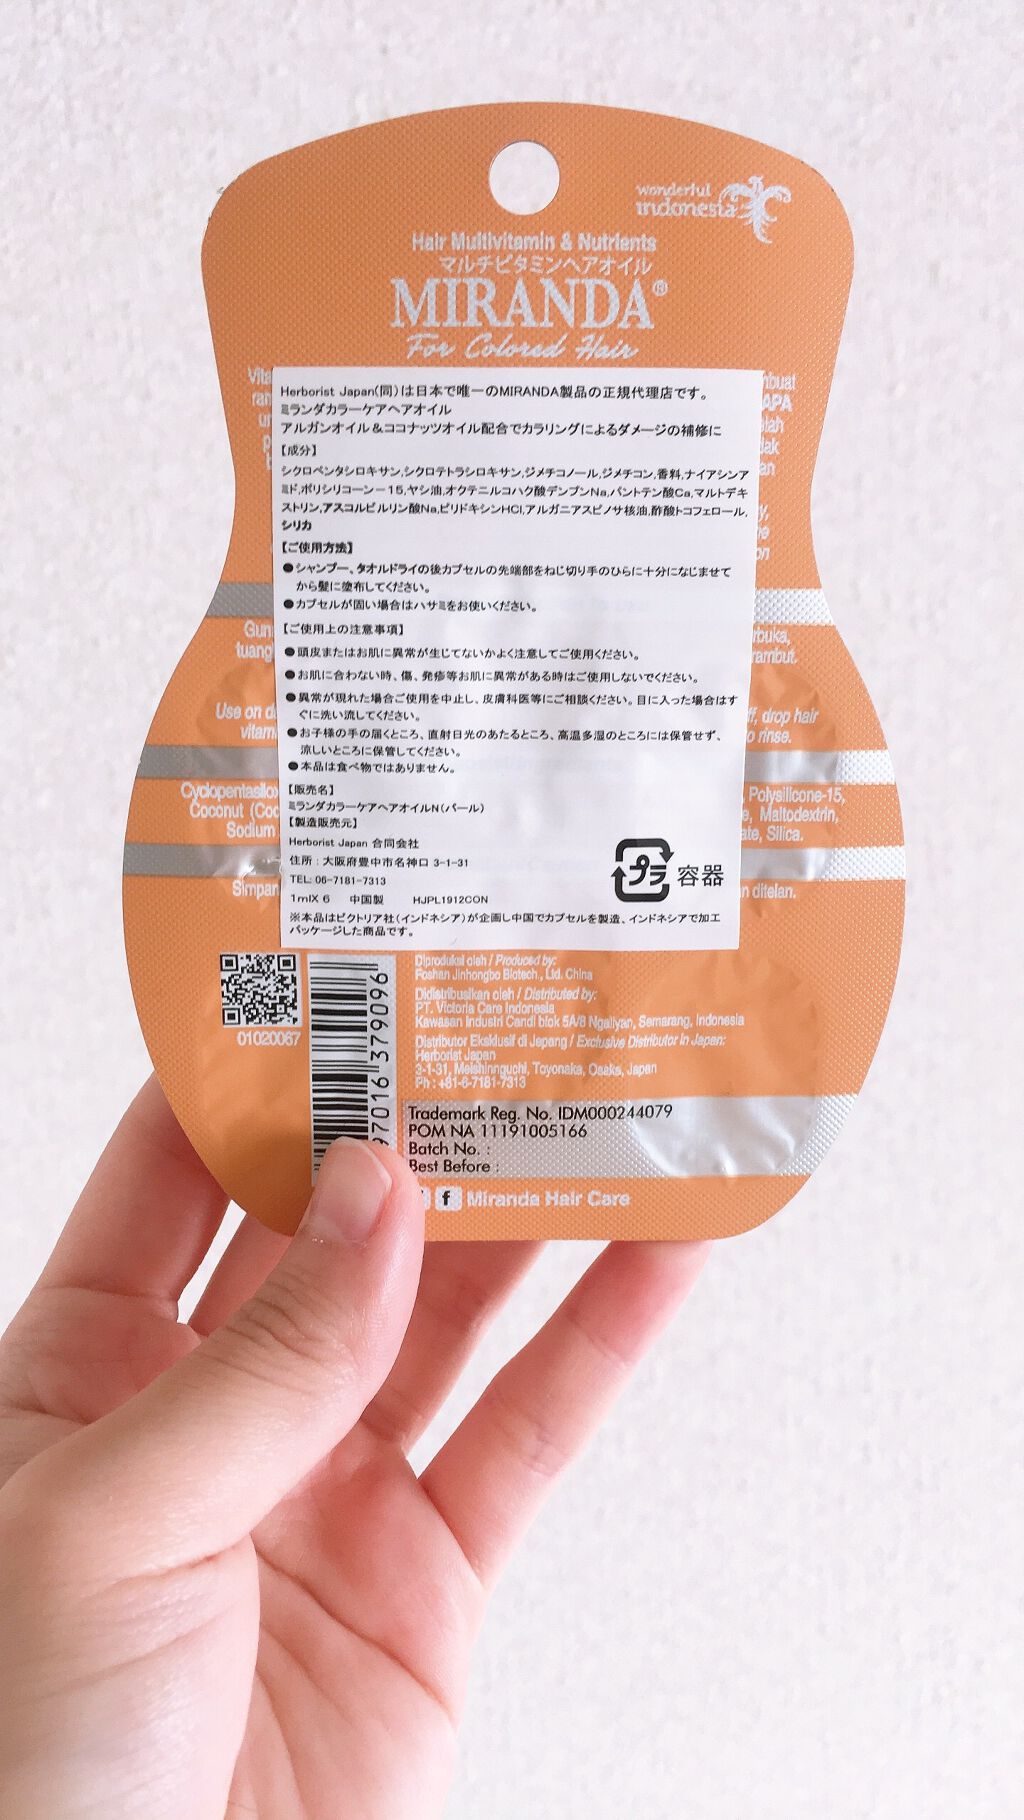 wonderful
indonesia
Hair Multivitamin & Nutrients
マルチビタミンヘアオイル
MIRANDA®
For Colored Hair
Herborist Japan(同)は日本で唯一のMIRANDA製品の正規代理店です。
ミランダカラーケアヘアオイル
アルガンオイル＆ココナッツオイル配合でカラリングによるダメージの補修に
【成分】
シクロペンタシロキサン,シクロテトラシロキサン,ジメチコノール,ジメチコン,香料,ナイアシンア
ミド,ポリシリコーン－15,ヤシ油,オクテニルコハク酸デンプンNa,パントテン酸Ca,マルトデキ
ストリン,アスコルビルリン酸Na,ピリドキシンHCl,アルガニアスピノサ核油,酢酸トコフェロール,
シリカ
【ご使用方法】
●シャンプー、タオルドライの後カプセルの先端部をねじ切り手のひらに十分になじませて
から髪に塗布してください。
●カプセルが固い場合はハサミをお使いください。
【ご使用上の注意事項】
●頭皮またはお肌に異常が生じてないかよく注意してご使用ください。
●お肌に合わない時、傷、発疹等お肌に異常がある時はご使用しないでください。
●異常が現れた場合ご使用を中止し、皮膚科医等にご相談ください。目に入った場合はす
ぐに洗い流してください。
●お子様の手の届くところ、直射日光のあたるところ、高温多湿のところには保管せず、
涼しいところに保管してください。
●本品は食べ物ではありません。
【販売名】
ミランダカラーケアヘアオイルN(パール)
【製造販売元】
Herborist Japan 合同会社
住所：大阪府豊中市名神口 3-1-31
TEL: 06-7181-7313
1mlX 6 中国製 HJPL1912CON
プラ 容器
※本品はビクトリア社(インドネシア)が企画し中国でカプセルを製造、インドネシアで加工
パッケージした商品です。
Use on
drop hair
rinse.
Polysilicone-15,
Coconut
Maltodextrin,
Sodium
Silica.
Simpan
ditelan.
01020067
97016 379096
Diproduksi oleh / Produced by:
Foshan Jinhongbo Biotech., Ltd. China
Didistribusikan oleh / Distributed by:
PT. Victoria Care Indonesia
Kawasan Industri Candi blok 5A/8 Ngaliyan, Semarang, Indonesia
Distributor Eksklusif di Jepang / Exclusive Distributor in Japan:
Herborist Japan
3-1-31, Meishinnguchi, Toyonaka, Osaka, Japan
Ph : +81-6-7181-7313
Trademark Reg. No. IDM000244079
POM NA 11191005166
Batch No. :
Best Before :
f Miranda Hair Care